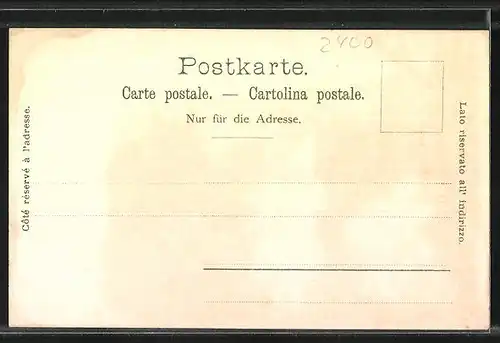 2400
Postkarte.
Carte postale. — Cartolina postale.
Nur für die Adresse.
Côté réservé à l'adresse.
Lato riservato all' indirizzo.